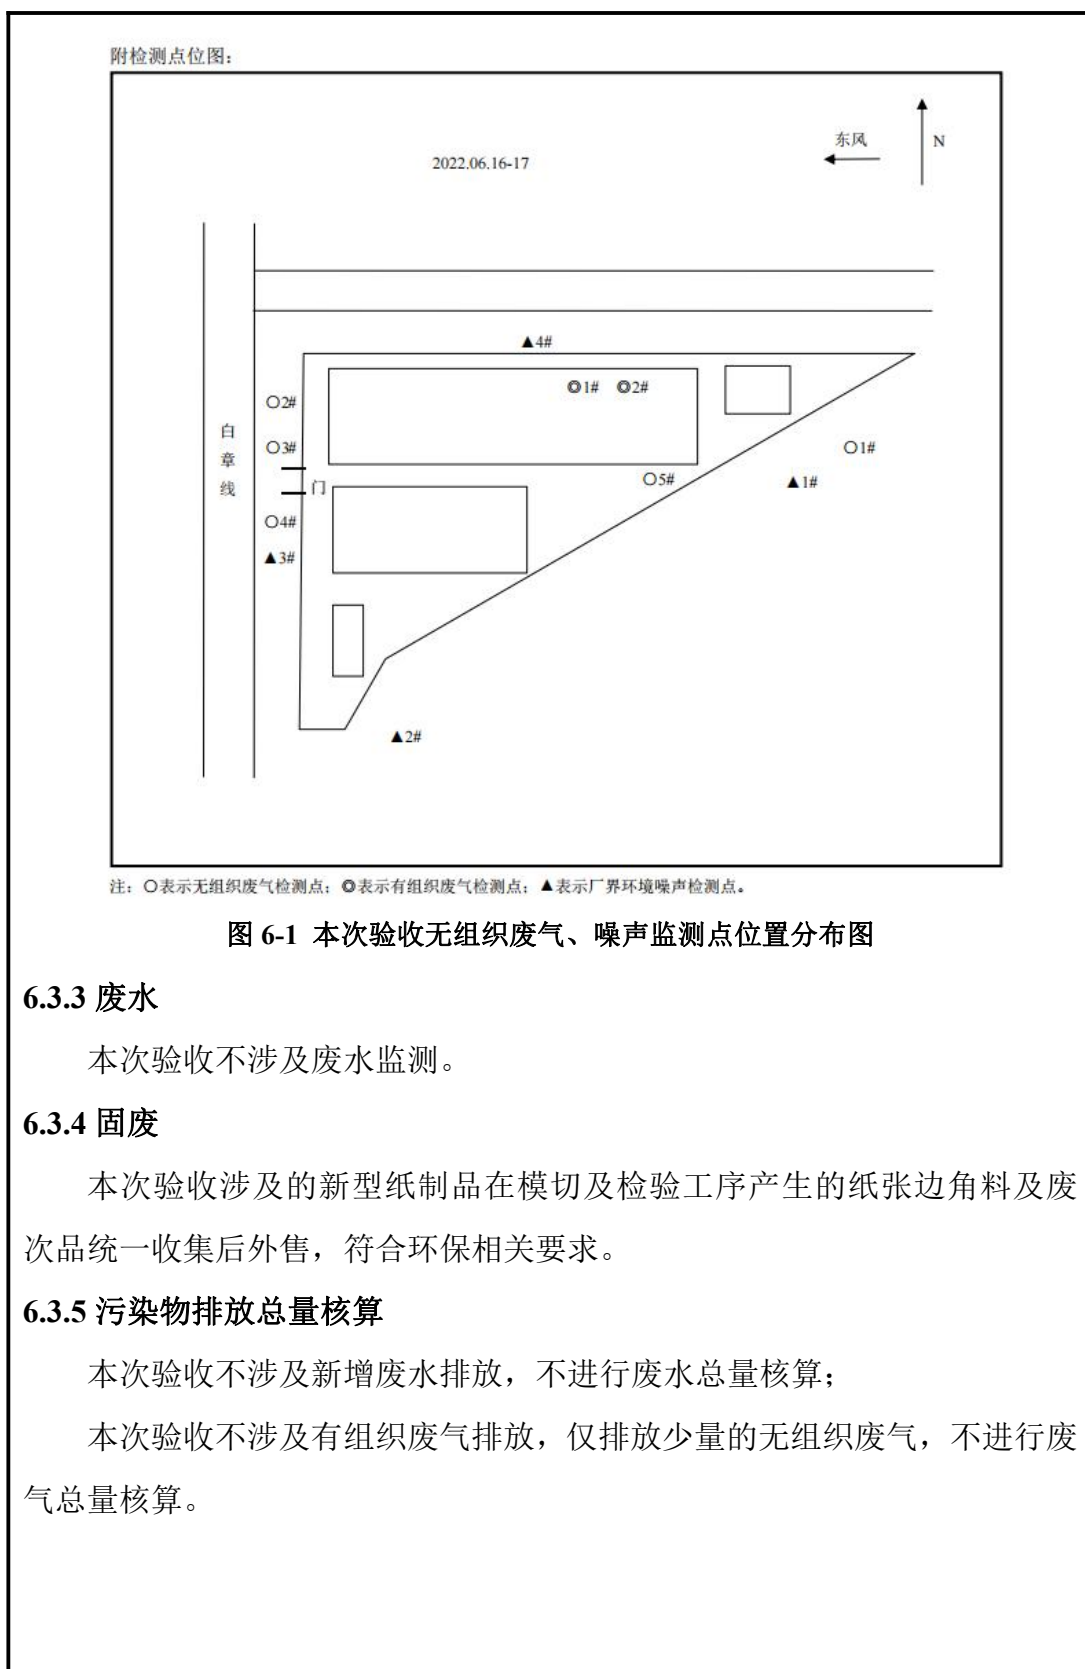 附检测点位图：
东风
N
2022.06.16-17
▲4#
◎1# ◎2#
○2#
○3#
○1#
白章线
门
○5#
▲1#
○4#
▲3#
▲2#
注：○表示无组织废气检测点；◎表示有组织废气检测点；▲表示厂界环境噪声检测点。
图 6-1 本次验收无组织废气、噪声监测点位置分布图
6.3.3 废水
本次验收不涉及废水监测。
6.3.4 固废
本次验收涉及的新型纸制品在模切及检验工序产生的纸张边角料及废
次品统一收集后外售，符合环保相关要求。
6.3.5 污染物排放总量核算
本次验收不涉及新增废水排放，不进行废水总量核算；
本次验收不涉及有组织废气排放，仅排放少量的无组织废气，不进行废
气总量核算。